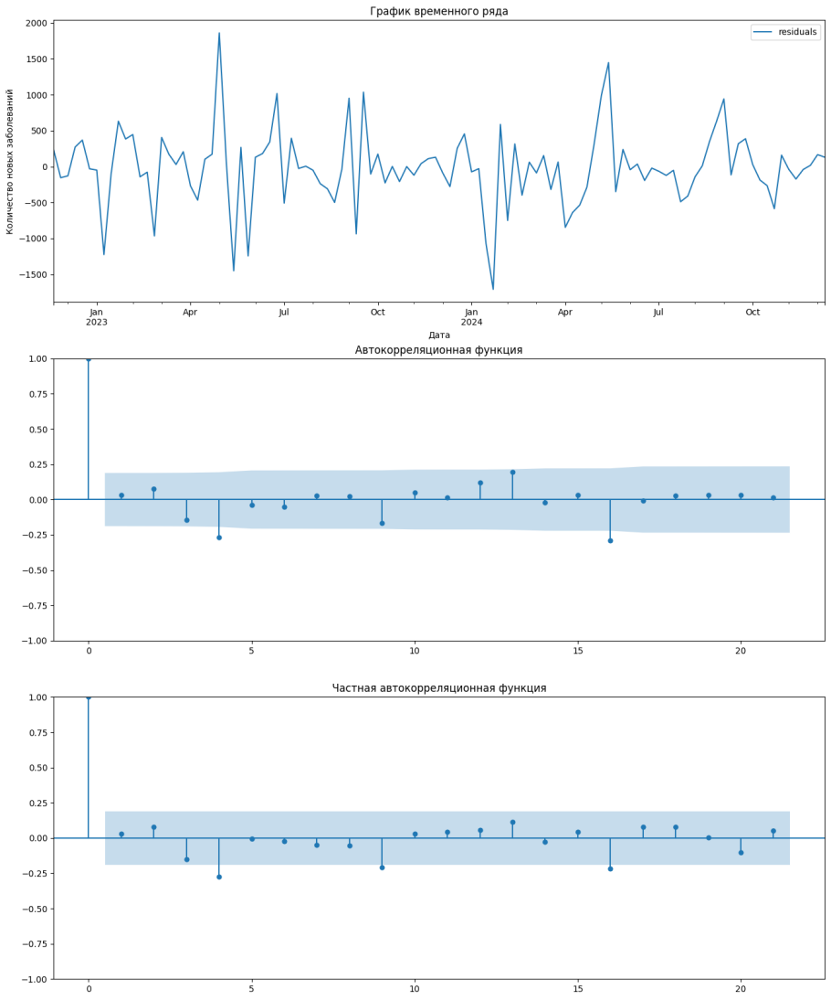 График временного ряда
residuals
Количество новых заболеваний
2000
1500
1000
500
0
−500
−1000
−1500
Jan
2023
Apr
Jul
Oct
Jan
2024
Apr
Jul
Oct
Дата
Автокорреляционная функция
1.00
0.75
0.50
0.25
0.00
−0.25
−0.50
−0.75
−1.00
0
5
10
15
20
Частная автокорреляционная функция
1.00
0.75
0.50
0.25
0.00
−0.25
−0.50
−0.75
−1.00
0
5
10
15
20